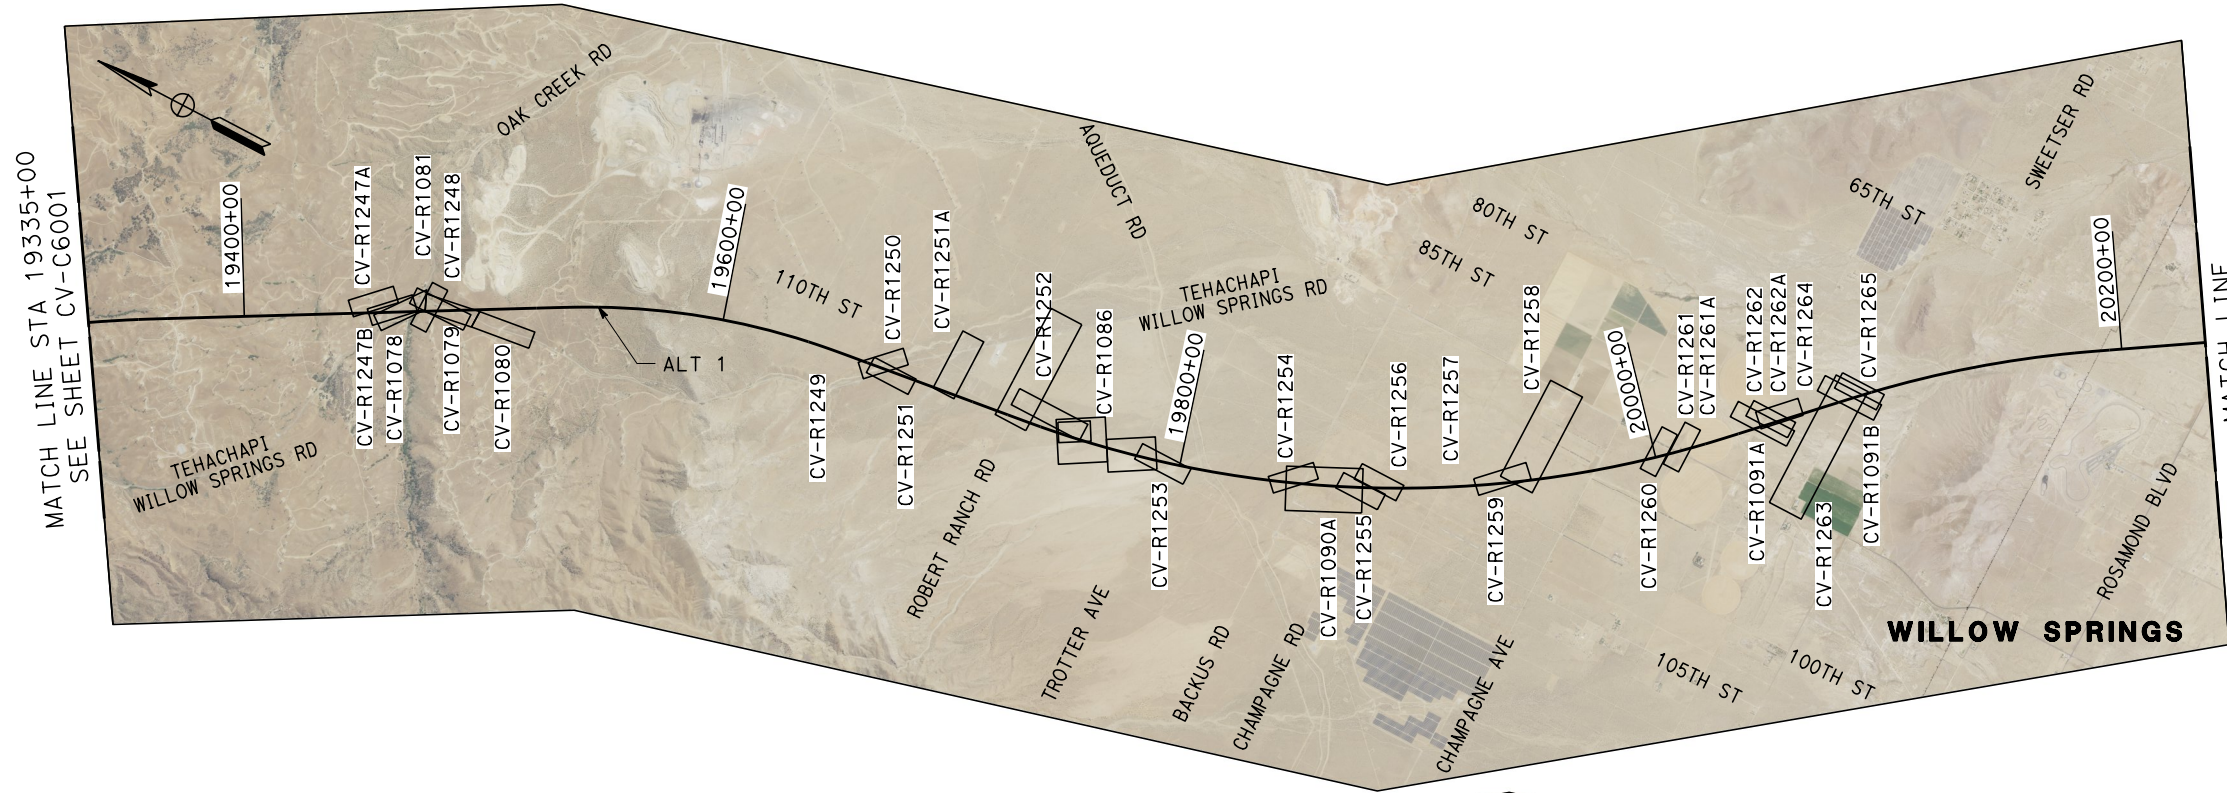 MATCH LINE STA 19335+00
SEE SHEET CV-C6001
19400+00
CV-R1247A
CV-R1081
CV-R1248
OAK CREEK RD
19600+00
110TH ST
CV-R1250
CV-R1251A
CV-R1252
CV-R1086
AQUEDUCT RD
TEHACHAPI
WILLOW SPRINGS RD
19800+00
CV-R1254
CV-R1256
CV-R1257
85TH ST
80TH ST
CV-R1258
20000+00
CV-R1261
CV-R1261A
CV-R1262
CV-R1262A
CV-R1264
CV-R1265
65TH ST
SWEETSER RD
20200+00
MATCH LINE
ALT 1
CV-R1247B
CV-R1078
CV-R1079
CV-R1080
TEHACHAPI
WILLOW SPRINGS RD
CV-R1249
CV-R1251
ROBERT RANCH RD
TROTTER AVE
CV-R1253
BACKUS RD
CHAMPAGNE RD
CV-R1090A
CV-R1255
CHAMPAGNE AVE
CV-R1259
CV-R1260
CV-R1091A
CV-R1263
CV-R1091B
ROSAMOND BLVD
WILLOW SPRINGS
105TH ST
100TH ST